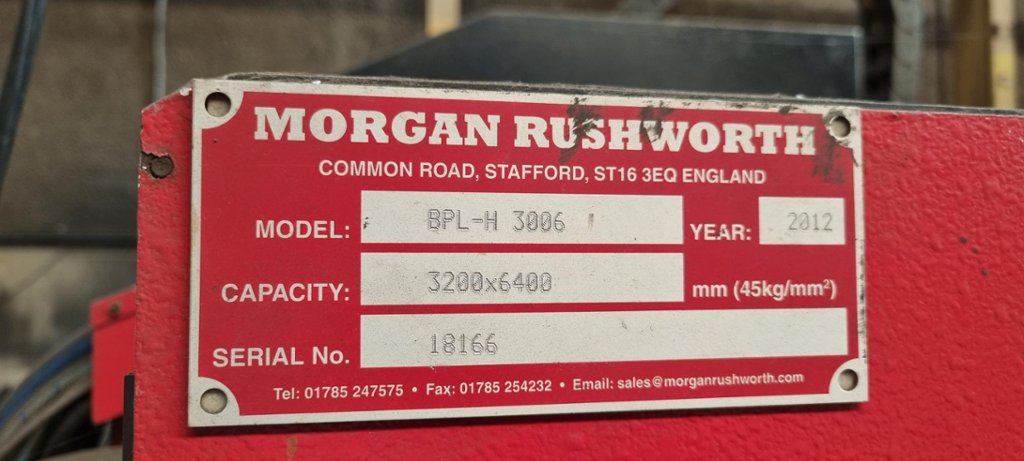 MORGAN RUSHWORTH
COMMON ROAD, STAFFORD, ST16 3EQ ENGLAND
MODEL: BPL-H 3006 YEAR: 2012
CAPACITY: 3200x6400 mm (45kg/mm²)
SERIAL No. 18166
Tel: 01785 247575 • Fax: 01785 254232 • Email: sales@morganrushworth.com